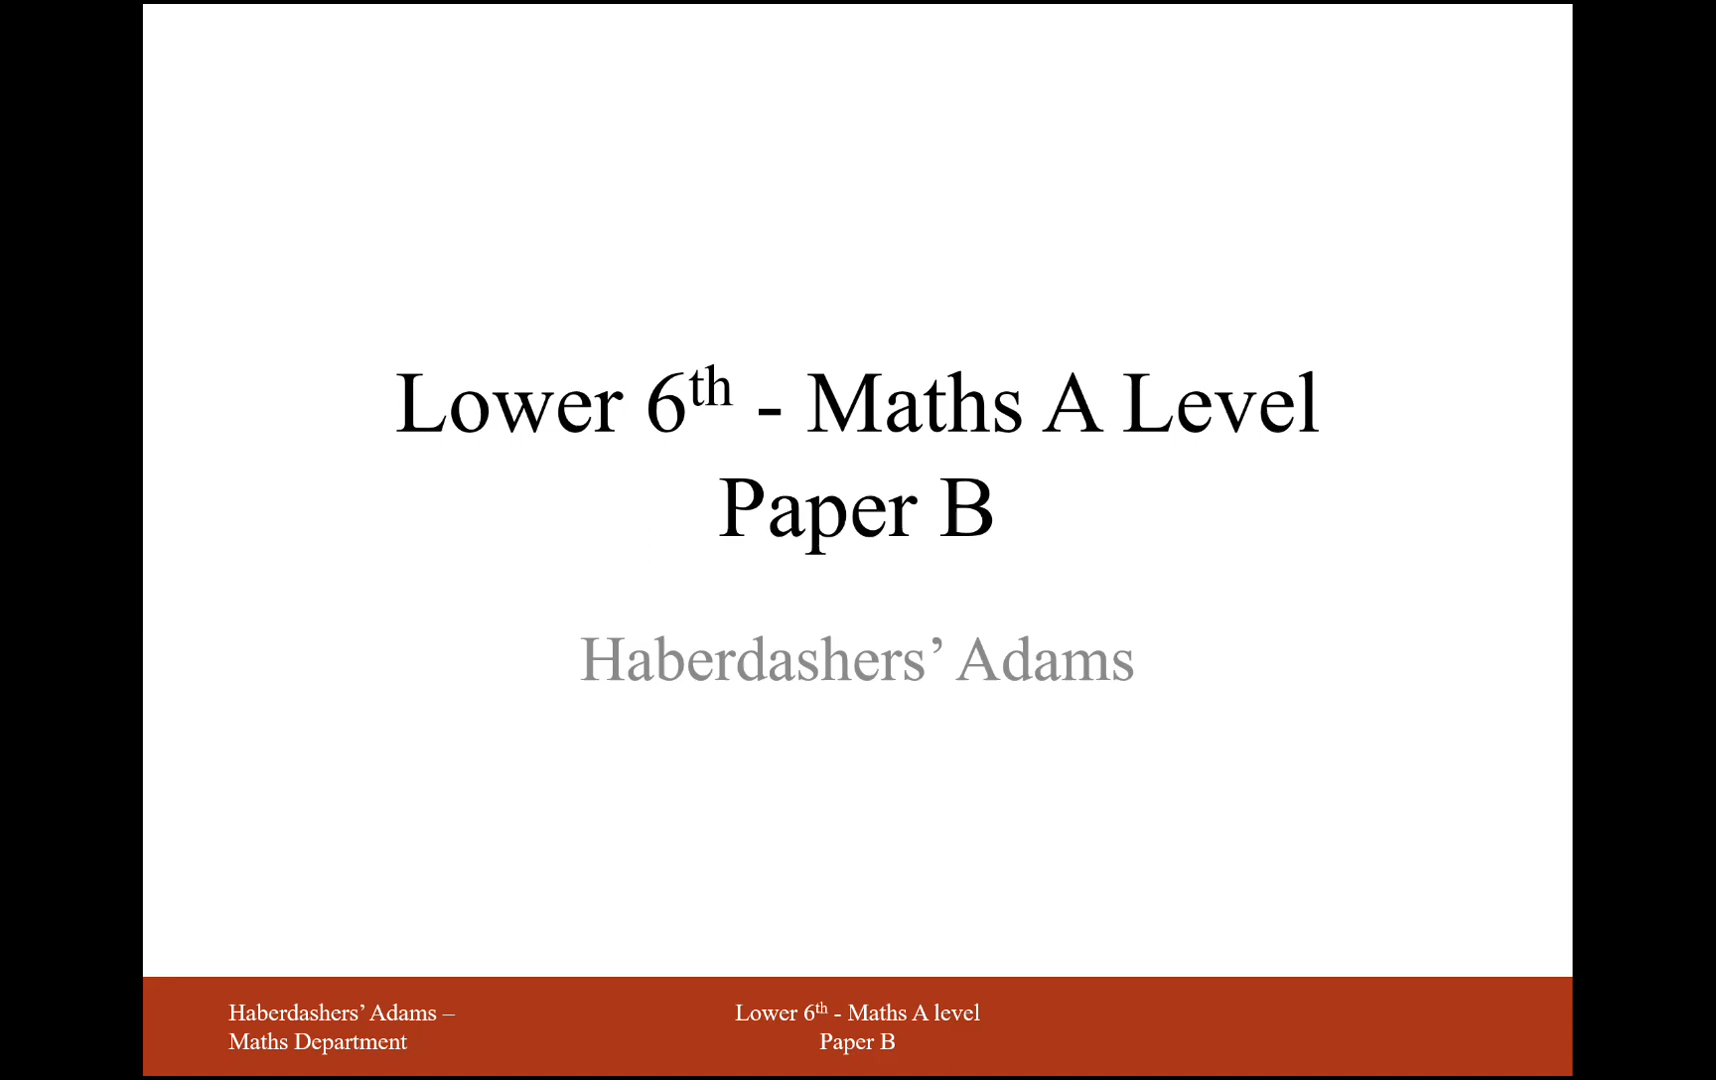 Lower 6th - Maths A Level
Paper B
Haberdashers’ Adams
Haberdashers’ Adams –
Maths Department
Lower 6th - Maths A level
Paper B